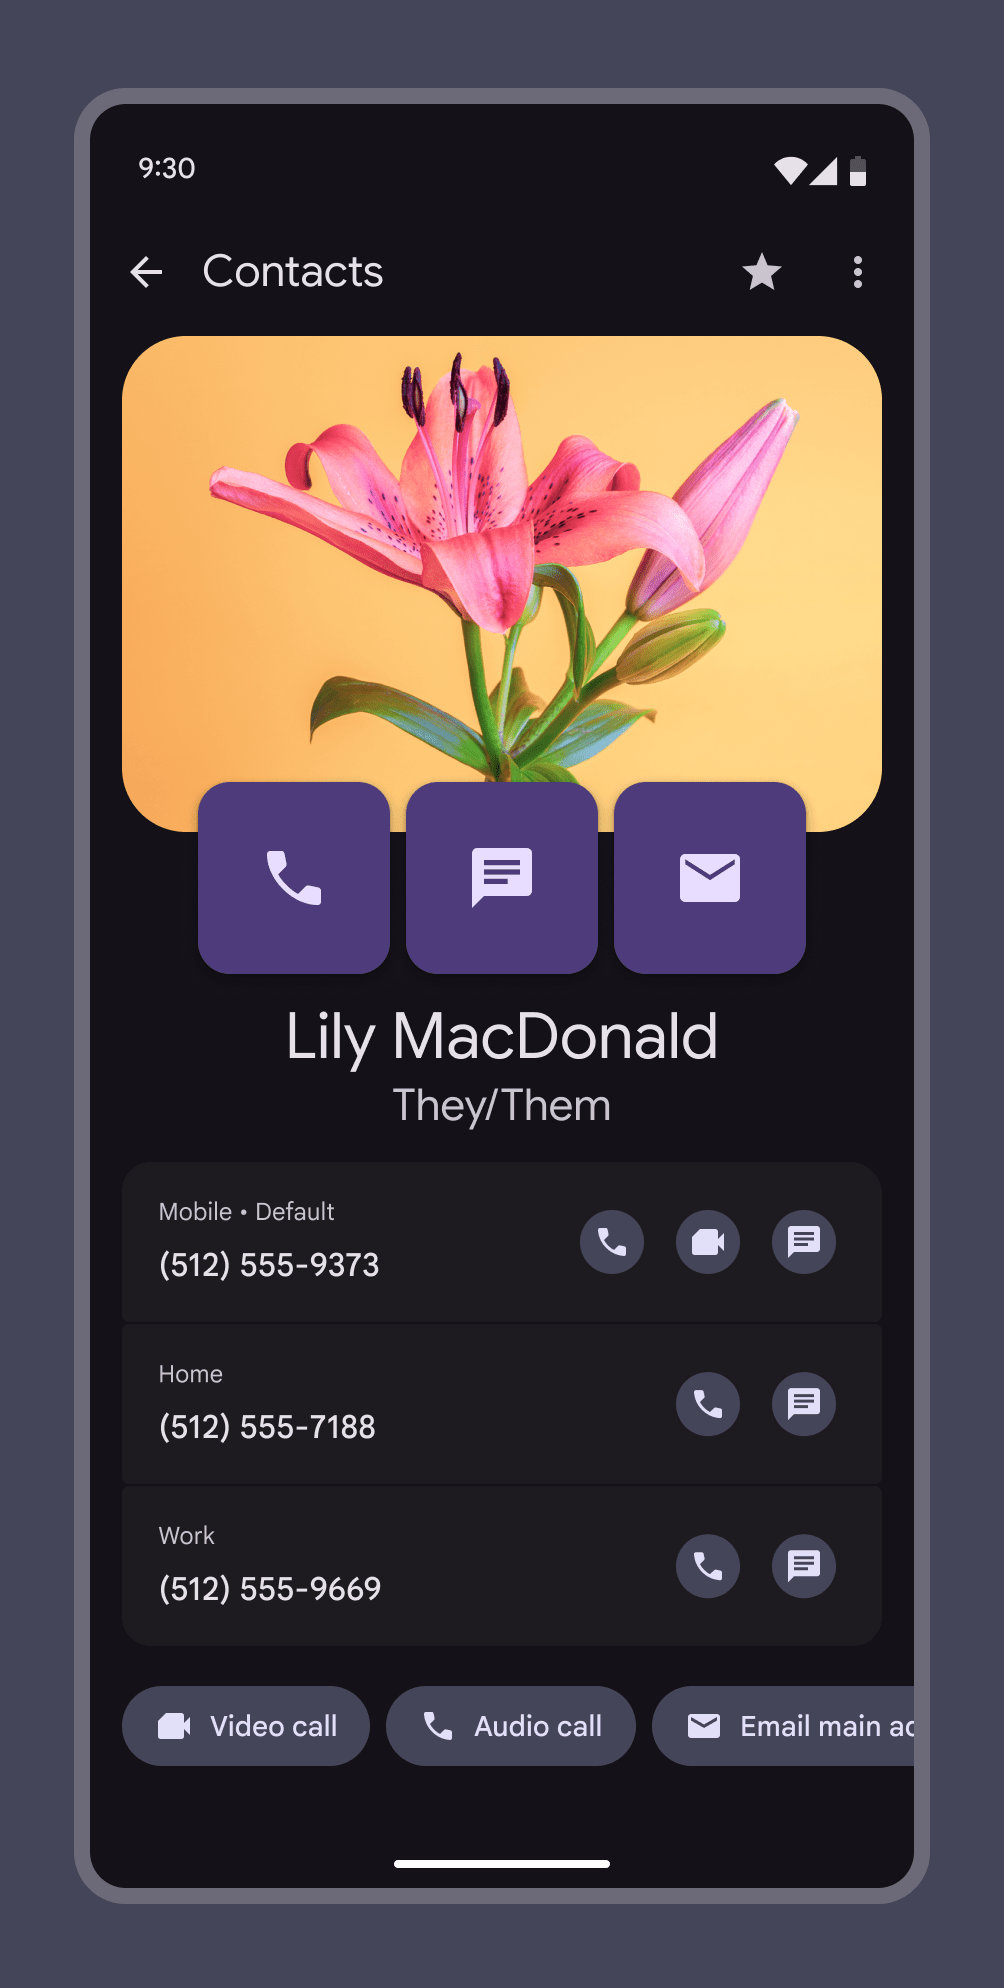 9:30
Contacts
Lily MacDonald
They/Them
Mobile • Default
(512) 555-9373
Home
(512) 555-7188
Work
(512) 555-9669
Video call
Audio call
Email main